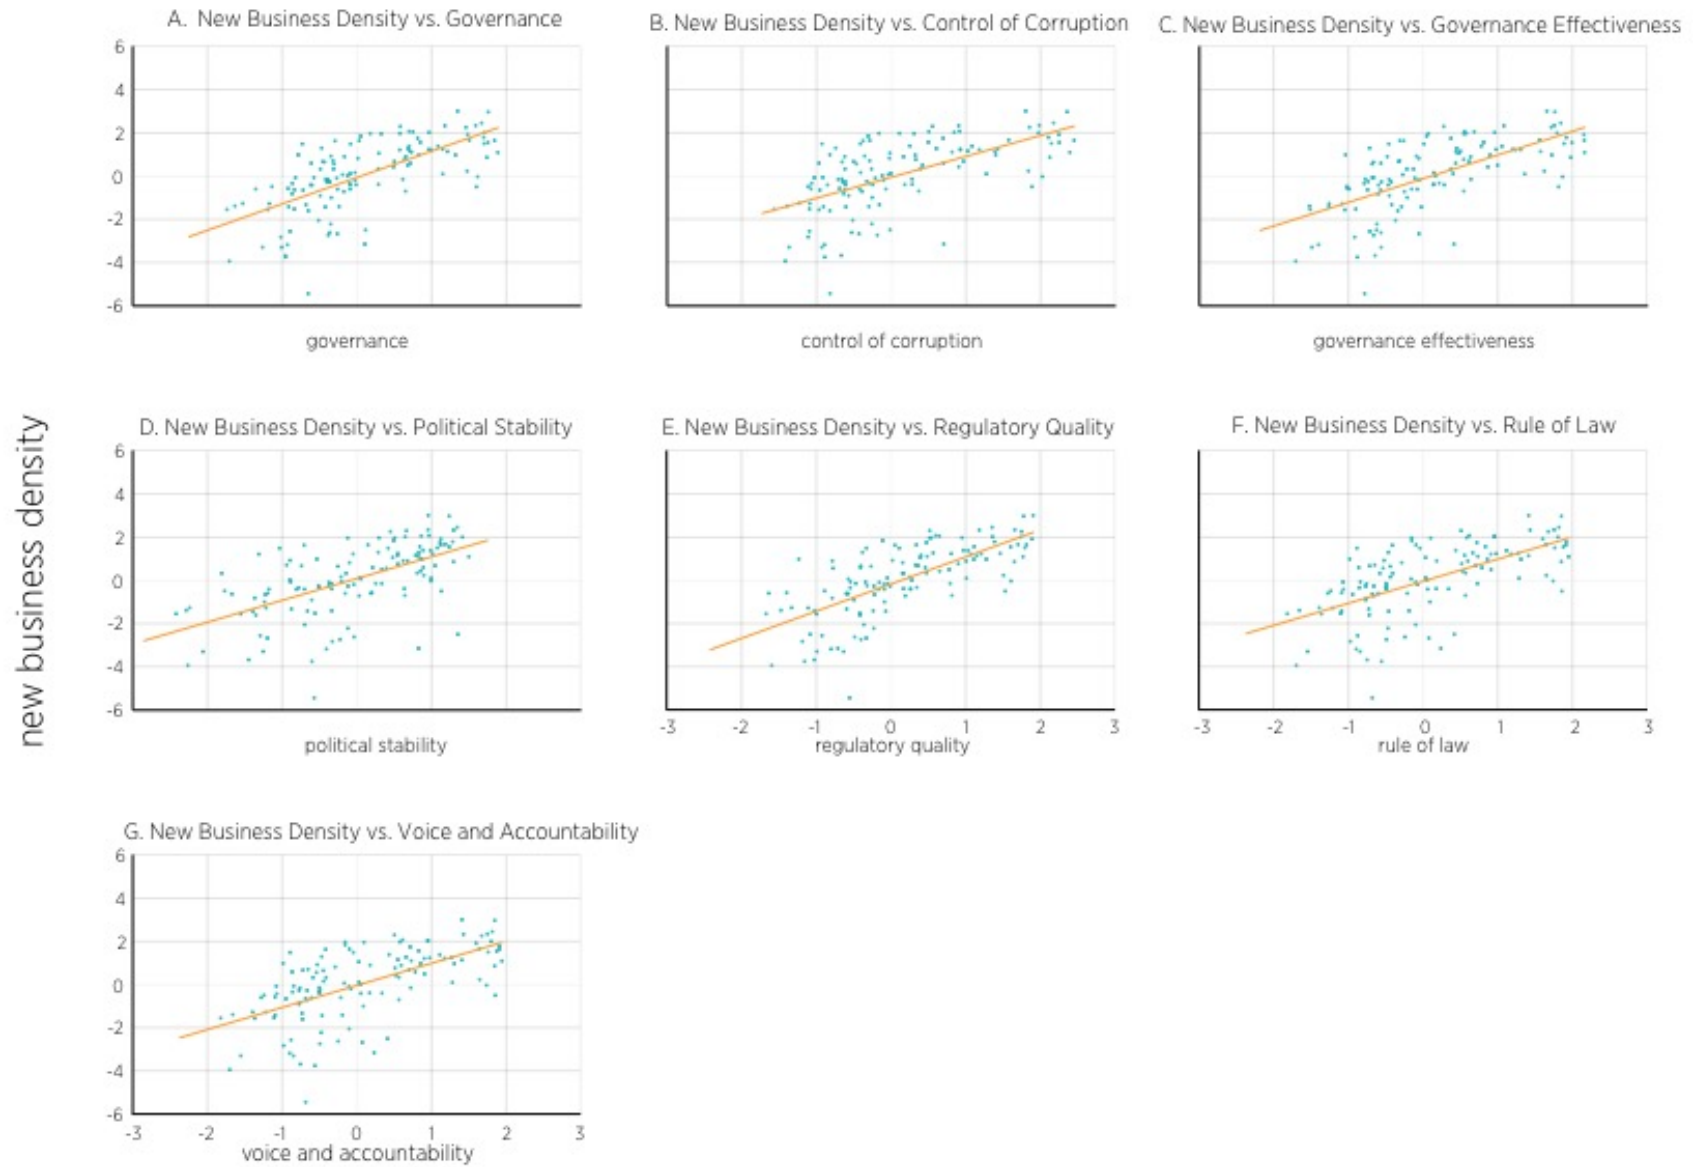 A. New Business Density vs. Governance
B. New Business Density vs. Control of Corruption
C. New Business Density vs. Governance Effectiveness
6
4
2
0
-2
-4
-6
governance
control of corruption
governance effectiveness
new business density
D. New Business Density vs. Political Stability
E. New Business Density vs. Regulatory Quality
F. New Business Density vs. Rule of Law
6
4
2
0
-2
-4
-6
-3 -2 -1 0 1 2 3
-3 -2 -1 0 1 2 3
political stability
regulatory quality
rule of law
G. New Business Density vs. Voice and Accountability
6
4
2
0
-2
-4
-6
-3 -2 -1 0 1 2 3
voice and accountability